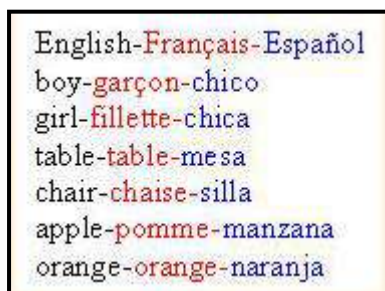 English-Français-Español
boy-garçon-chico
girl-fillette-chica
table-table-mesa
chair-chaise-silla
apple-pomme-manzana
orange-orange-naranja